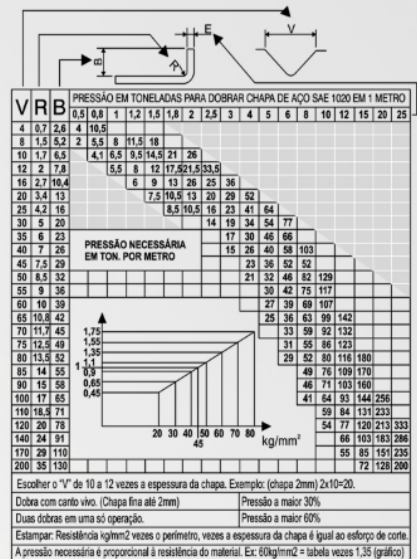 E
V
B
R
V R B PRESSÃO EM TONELADAS PARA DOBRAR CHAPA DE AÇO SAE 1020 EM 1 METRO
0,5 0,8 1 1,2 1,5 1,8 2 2,5 3 4 5 6 8 10 12 15 20 25
4 0,7 2,6 4 10,5
8 1,5 5,2 2 5,5 8 11,5 18
10 1,7 6,5 4,1 6,5 9,5 14,5 21 26
12 2 7,8 5,5 8 12 17,5 21,5 33,5
16 2,7 10,4 6 9 13 26 25 36
20 3,4 13 7,5 10,5 13 20 29 52
25 4,2 16 8,5 10,5 16 23 41 64
30 5 20 14 19 34 54 77
35 6 23 17 30 46 66
40 7 26 15 26 40 58 103
45 7,5 29 23 36 52 52
50 8,5 32 21 32 46 82 129
55 9 36 30 42 75 117
60 10 39 27 39 69 107
65 10,8 42 25 36 63 99 142
70 11,7 45 33 59 92 132
75 12,5 49 31 55 86 123
80 13,5 52 29 52 80 116 180
85 14 55 49 76 109 170
90 15 58 46 71 103 160
100 17 65 41 64 93 144 256
110 18,5 71 59 84 131 233
120 20 78 54 77 120 213 333
140 24 91 66 103 183 286
170 29 110 55 85 151 235
200 35 130 72 128 200
PRESSÃO NECESSÁRIA
EM TON. POR METRO
1,75
1,55
1,35
1,1
1
0,9
0,65
0,45
20 30 40 50 60 70 80
45
kg/mm²
Escolher o "V" de 10 a 12 vezes a espessura da chapa. Exemplo: (chapa 2mm) 2x10=20.
Dobra com canto vivo. (Chapa fina até 2mm) Pressão a maior 30%
Duas dobras em uma só operação. Pressão a maior 60%
Estampar: Resistência kg/mm2 vezes o perímetro, vezes a espessura da chapa é igual ao esforço de corte.
A pressão necessária é proporcional à resistência do material. Ex: 60kg/mm2 = tabela vezes 1,35 (gráfico)